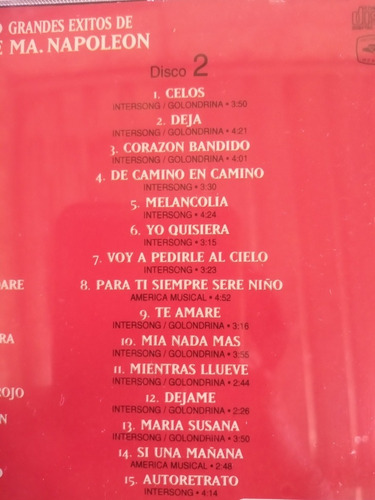 O GRANDES EXITOS DE
E MA. NAPOLEON
Disco 2
1. CELOS
INTERSONG / GOLONDRINA • 3:50
2. DEJA
INTERSONG / GOLONDRINA • 4:21
3. CORAZON BANDIDO
INTERSONG / GOLONDRINA • 4:01
4. DE CAMINO EN CAMINO
INTERSONG • 3:30
5. MELANCOLIA
INTERSONG • 4:24
6. YO QUISIERA
INTERSONG • 3:15
7. VOY A PEDIRLE AL CIELO
INTERSONG • 3:23
8. PARA TI SIEMPRE SERE NIÑO
AMERICA MUSICAL • 4:52
9. TE AMARE
INTERSONG / GOLONDRINA • 3:18
10. MIA NADA MAS
INTERSONG / GOLONDRINA • 3:55
11. MIENTRAS LLUEVE
INTERSONG / GOLONDRINA • 2:44
12. DEJAME
INTERSONG / GOLONDRINA • 2:26
13. MARIA SUSANA
INTERSONG / GOLONDRINA • 3:50
14. SI UNA MAÑANA
AMERICA MUSICAL • 2:48
15. AUTORETRATO
INTERSONG • 4:14
DARE
RA
ROJO
N
O